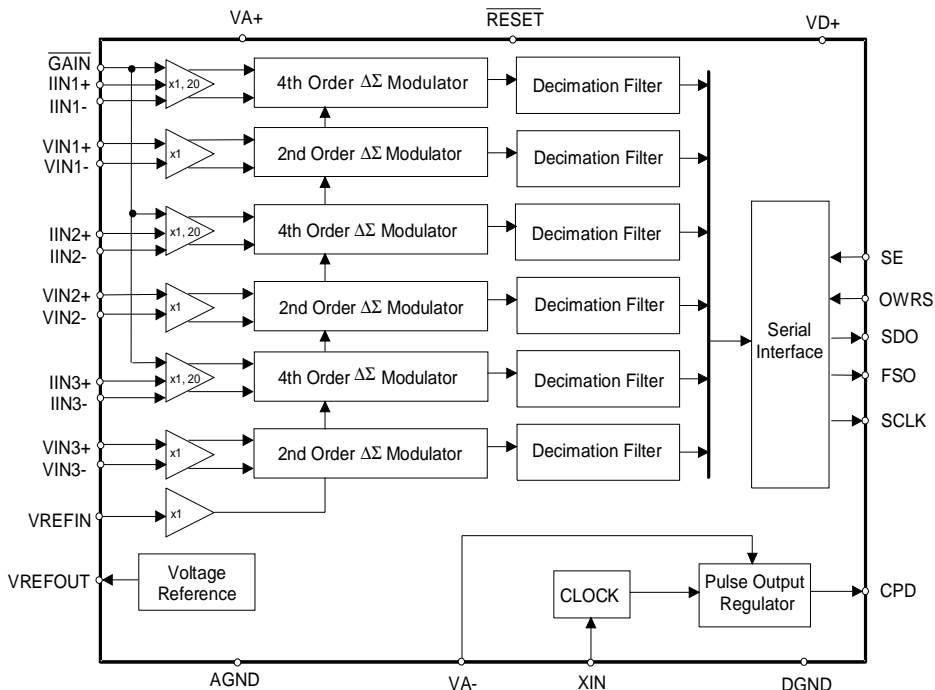 VA+
RESET
VD+
GAIN
IIN1+
IIN1-
x1, 20
4th Order ΔΣ Modulator
Decimation Filter
VIN1+
VIN1-
x1
2nd Order ΔΣ Modulator
Decimation Filter
IIN2+
IIN2-
x1, 20
4th Order ΔΣ Modulator
Decimation Filter
VIN2+
VIN2-
x1
2nd Order ΔΣ Modulator
Decimation Filter
IIN3+
IIN3-
x1, 20
4th Order ΔΣ Modulator
Decimation Filter
VIN3+
VIN3-
x1
2nd Order ΔΣ Modulator
Decimation Filter
Serial
Interface
SE
OWRS
SDO
FSO
SCLK
VREFIN
x1
VREFOUT
Voltage
Reference
CLOCK
Pulse Output
Regulator
CPD
AGND
VA-
XIN
DGND